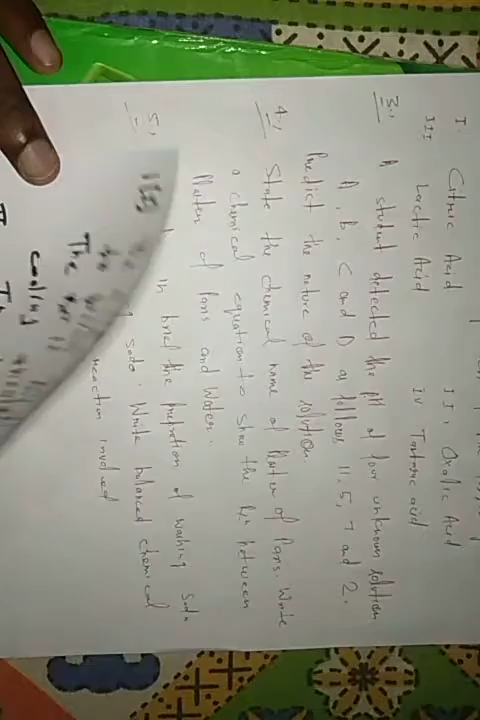 I. Citric Acid II, Oxalic Acid
III, Lactic Acid IV Tartaric acid
3., A student detected the pH of four unknown solution
A, b, C and D as follows 11, 5, 7 and 2.
Predict the nature of the solution.
4., State the chemical name of Plaster of Paris. Write
a chemical equation to show the between
Plaster of Paris and Water.
5., in brief the prepration of washing Soda
soda. Write balanced chemical
reaction involved
The
cooling